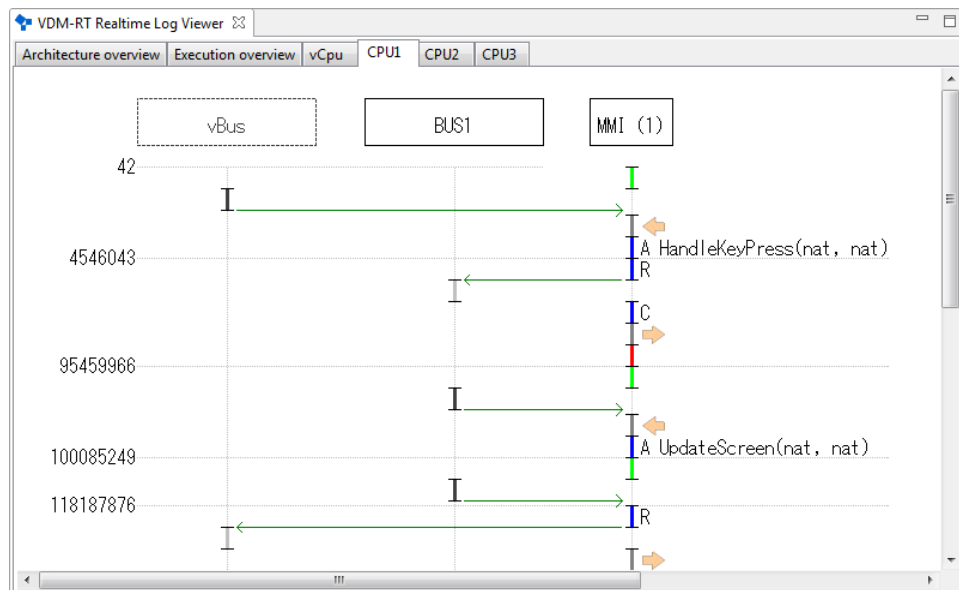 VDM-RT Realtime Log Viewer
Architecture overview Execution overview vCpu CPU1 CPU2 CPU3
vBus BUS1 MMI (1)
42
A HandleKeyPress(nat, nat)
4546043
R
C
95459966
A UpdateScreen(nat, nat)
100085249
118187876
R